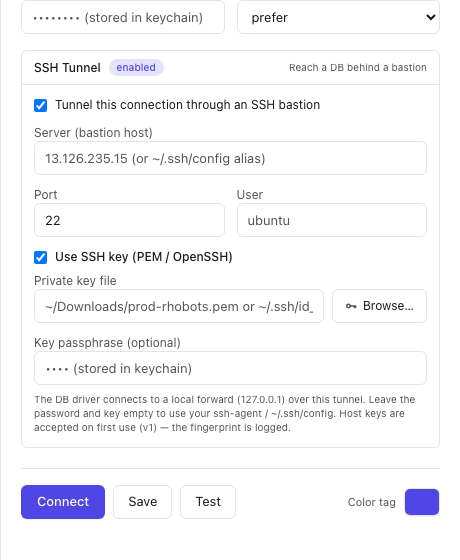 •••••••• (stored in keychain)
prefer
SSH Tunnel enabled Reach a DB behind a bastion
Tunnel this connection through an SSH bastion
Server (bastion host)
13.126.235.15 (or ~/.ssh/config alias)
Port User
22 ubuntu
Use SSH key (PEM / OpenSSH)
Private key file
~/Downloads/prod-rhobots.pem or ~/.ssh/id_ Browse...
Key passphrase (optional)
•••• (stored in keychain)
The DB driver connects to a local forward (127.0.0.1) over this tunnel. Leave the
password and key empty to use your ssh-agent / ~/.ssh/config. Host keys are
accepted on first use (v1) — the fingerprint is logged.
Connect Save Test Color tag